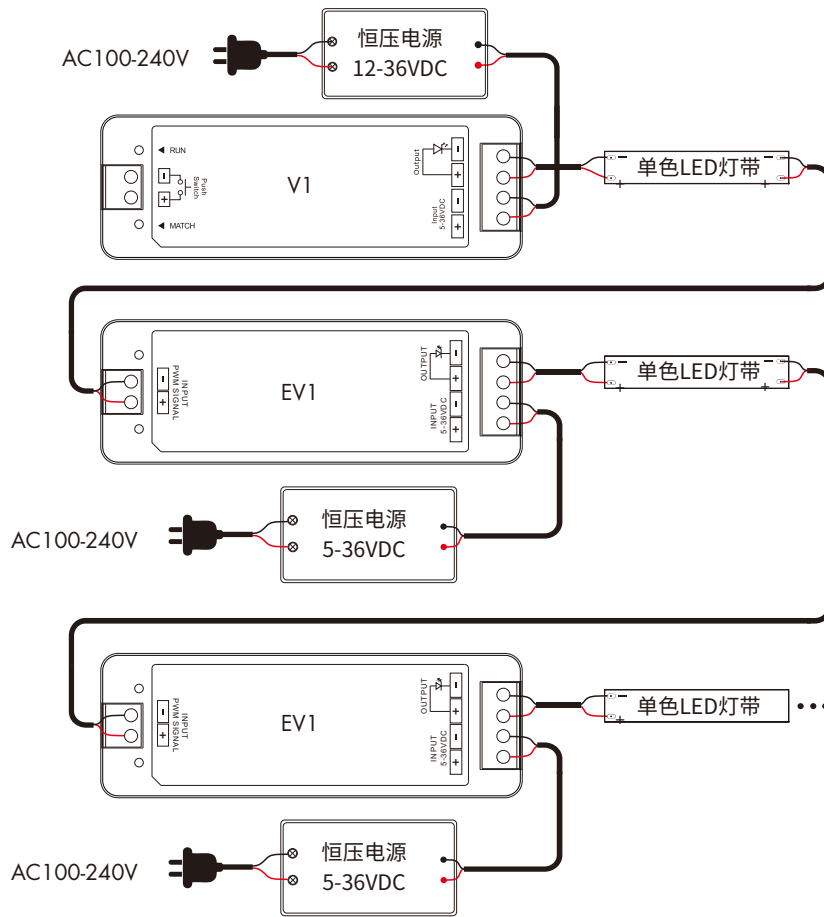 AC100-240V
恒压电源
12-36VDC
RUN
Push
Switch
MATCH
V1
Output
Input
5-36VDC
单色LED灯带
INPUT
PWM SIGNAL
EV1
OUTPUT
INPUT
5-36VDC
单色LED灯带
AC100-240V
恒压电源
5-36VDC
INPUT
PWM SIGNAL
EV1
OUTPUT
INPUT
5-36VDC
单色LED灯带
AC100-240V
恒压电源
5-36VDC